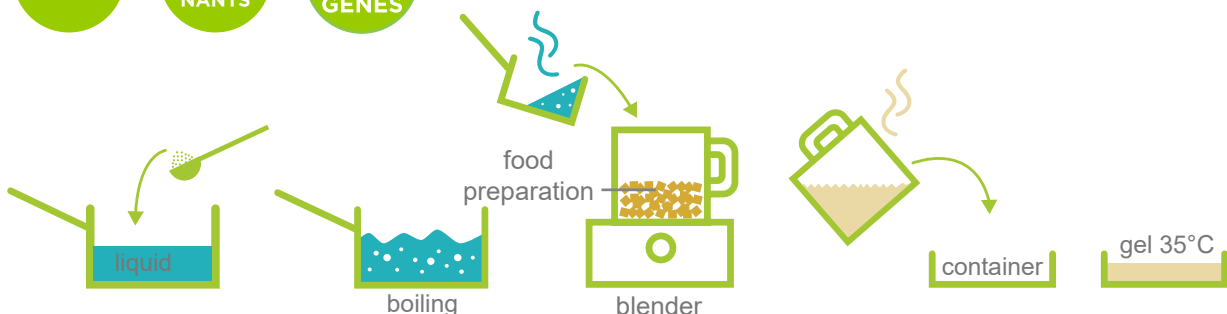 NANTS
GENES
food
preparation
liquid
boiling
blender
container
gel 35°C